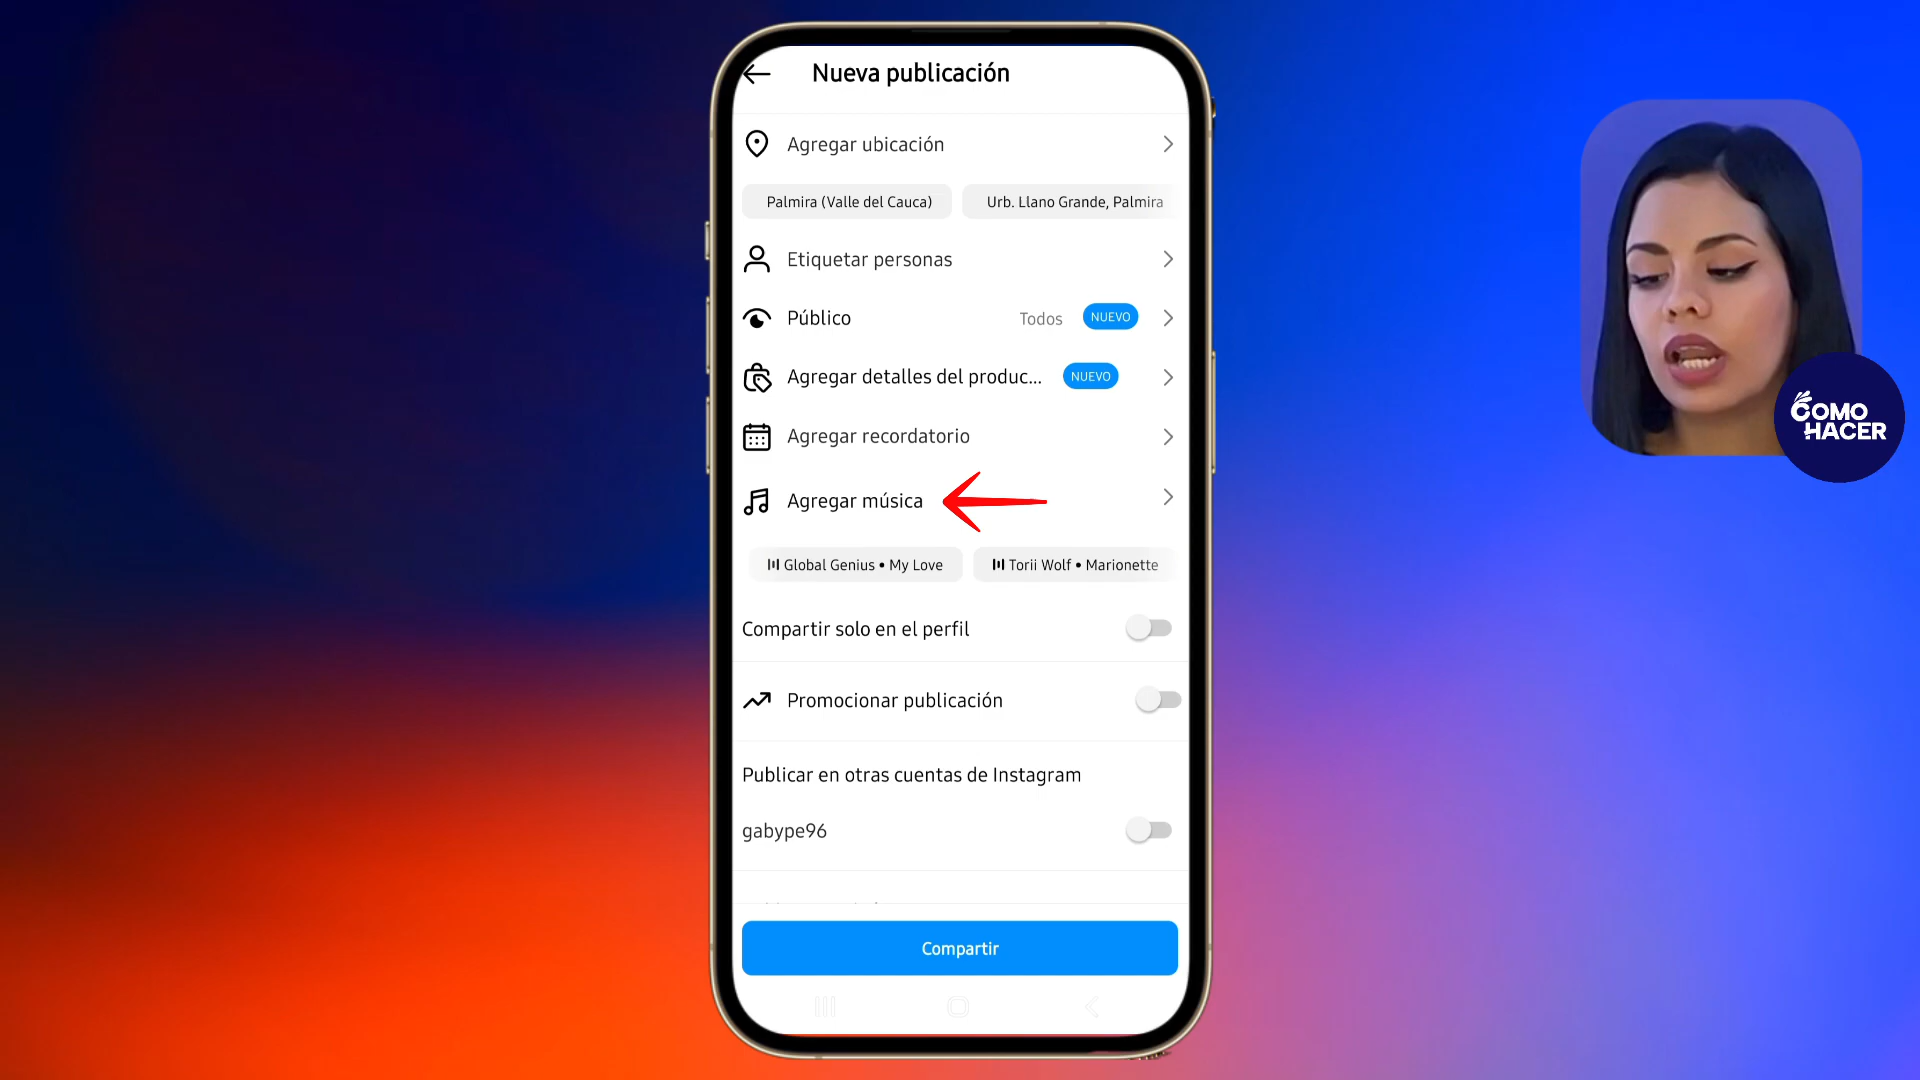 Nueva publicación
Agregar ubicación
Palmira (Valle del Cauca)
Urb. Llano Grande, Palmira
Etiquetar personas
Público
Todos
NUEVO
Agregar detalles del produc...
NUEVO
Agregar recordatorio
Agregar música
Global Genius • My Love
Torii Wolf • Marionette
Compartir solo en el perfil
Promocionar publicación
Publicar en otras cuentas de Instagram
gabype96
Compartir
COMO
HACER